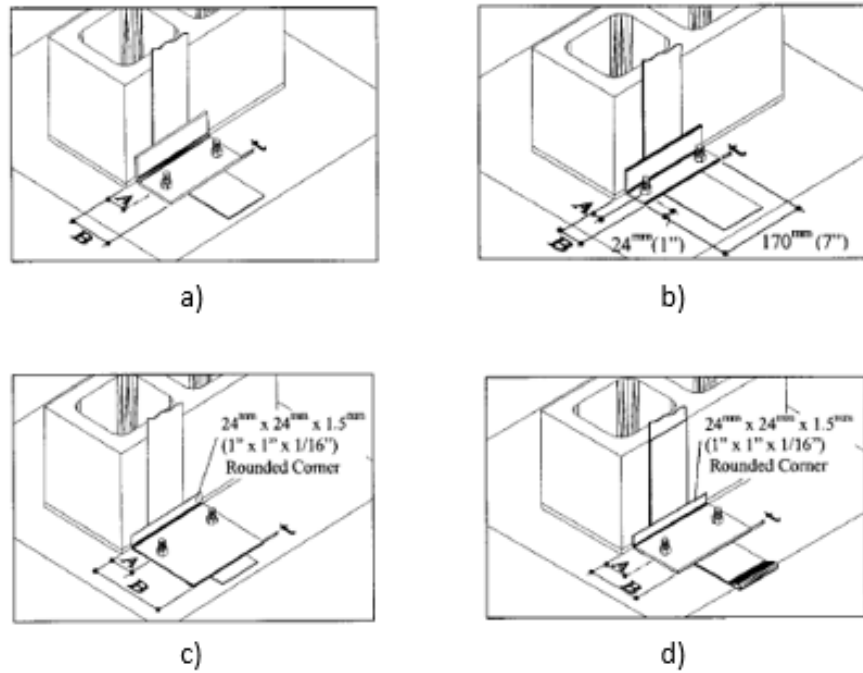 A
B
t
a)
A
B
t
24mm (1")
170mm (7")
b)
24mm x 24mm x 1.5mm
(1" x 1" x 1/16")
Rounded Corner
A
B
t
c)
24mm x 24mm x 1.5mm
(1" x 1" x 1/16")
Rounded Corner
A
B
t
d)